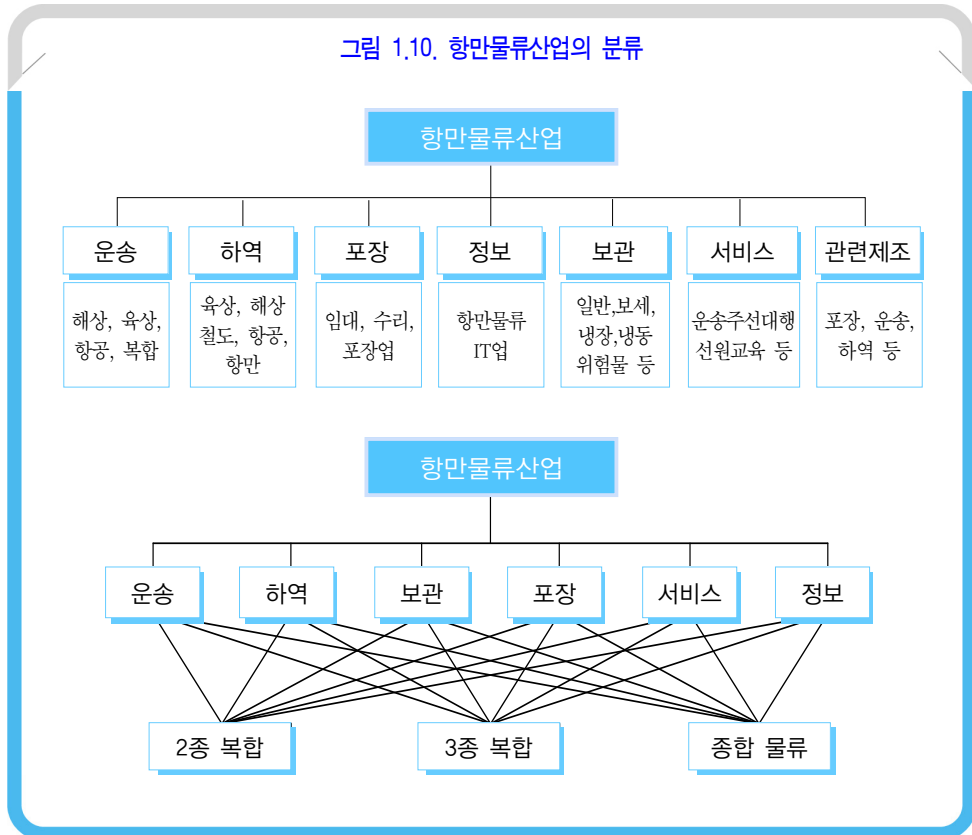 그림 1.10. 항만물류산업의 분류
항만물류산업
운송
하역
포장
정보
보관
서비스
관련제조
해상, 육상,
항공, 복합
육상, 해상
철도, 항공,
항만
임대, 수리,
포장업
항만물류
IT업
일반,보세,
냉장,냉동
위험물 등
운송주선대행
선원교육 등
포장, 운송,
하역 등
항만물류산업
운송
하역
보관
포장
서비스
정보
2종 복합
3종 복합
종합 물류